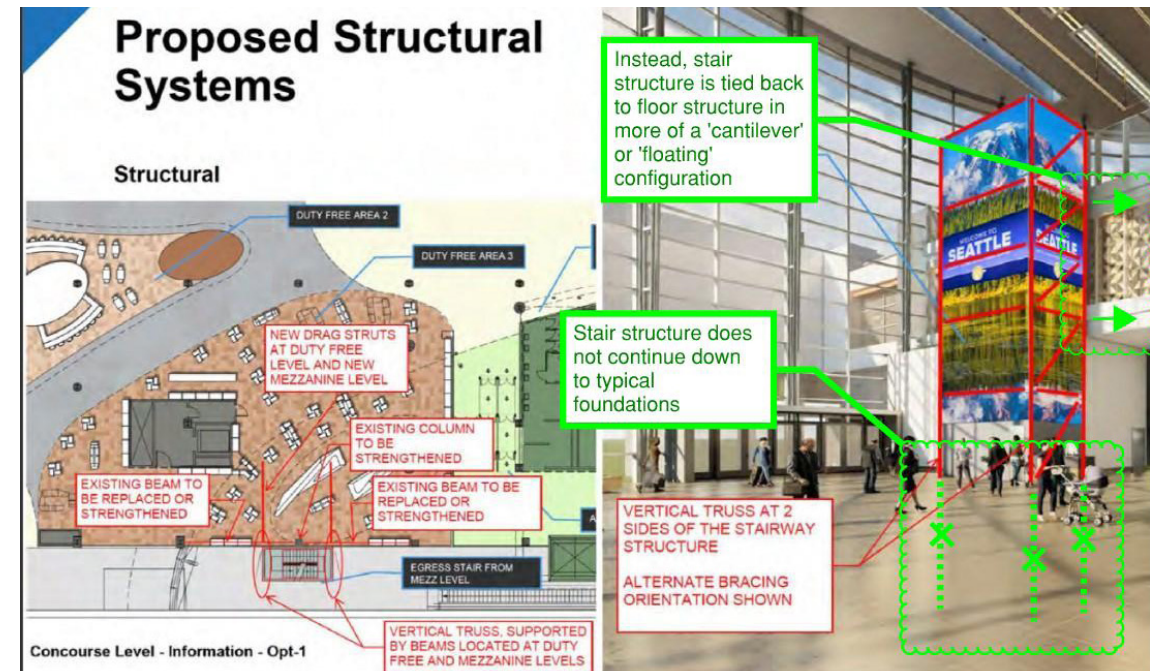 Proposed Structural
Systems
Structural
DUTY FREE AREA 2
DUTY FREE AREA 3
NEW DRAG STRUTS
AT DUTY FREE
LEVEL AND NEW
MEZZANINE LEVEL
EXISTING COLUMN
TO BE
STRENGTHENED
EXISTING BEAM TO
BE REPLACED OR
STRENGTHENED
EXISTING BEAM TO BE
REPLACED OR
STRENGTHENED
EGRESS STAIR FROM
MEZZ LEVEL
VERTICAL TRUSS, SUPPORTED
BY BEAMS LOCATED AT DUTY
FREE AND MEZZANINE LEVELS
Concourse Level - Information - Opt-1
Instead, stair
structure is tied back
to floor structure in
more of a 'cantilever'
or 'floating'
configuration
WELCOME TO
SEATTLE
SEATTLE
Stair structure does
not continue down
to typical
foundations
VERTICAL TRUSS AT 2
SIDES OF THE STAIRWAY
STRUCTURE
ALTERNATE BRACING
ORIENTATION SHOWN